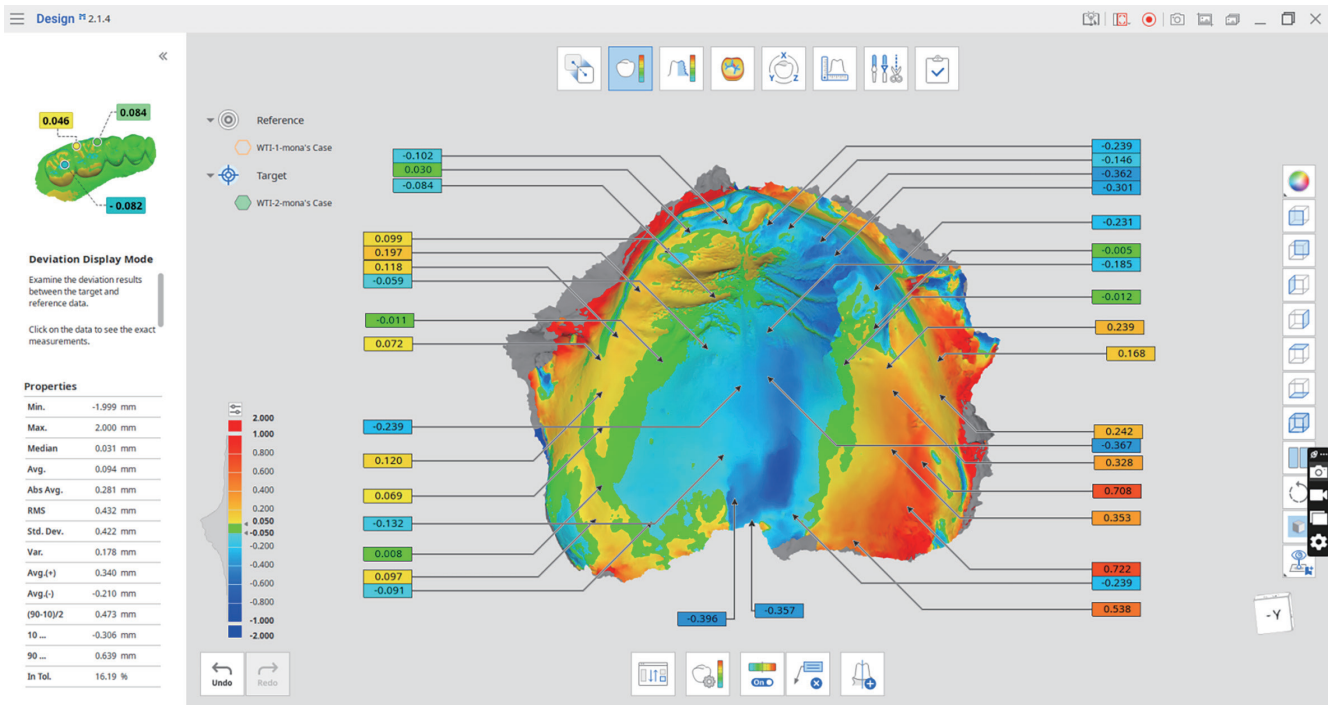 Design 2.1.4
0.046
0.084
- 0.082
Deviation Display Mode
Examine the deviation results
between the target and
reference data.
Click on the data to see the exact
measurements.
Properties
Min. -1.999 mm
Max. 2.000 mm
Median 0.031 mm
Avg. 0.094 mm
Abs Avg. 0.281 mm
RMS 0.432 mm
Std. Dev. 0.422 mm
Var. 0.178 mm
Avg.(+) 0.340 mm
Avg.(-) -0.210 mm
(90-10)/2 0.473 mm
10 ... -0.306 mm
90 ... 0.639 mm
In Tol. 16.19 %
Reference
WTI-1-mona's Case
Target
WTI-2-mona's Case
2.000
1.000
0.800
0.600
0.400
0.200
0.050
-0.050
-0.200
-0.400
-0.600
-0.800
-1.000
-2.000
X
Y
Z
-0.102
0.030
-0.084
0.099
0.197
0.118
-0.059
-0.011
0.072
-0.239
0.120
0.069
-0.132
0.008
0.097
-0.091
-0.396
-0.357
-0.239
-0.146
-0.362
-0.301
-0.231
-0.005
-0.185
-0.012
0.239
0.168
0.242
-0.367
0.328
0.708
0.353
0.722
-0.239
0.538
-Y
Undo
Redo
On